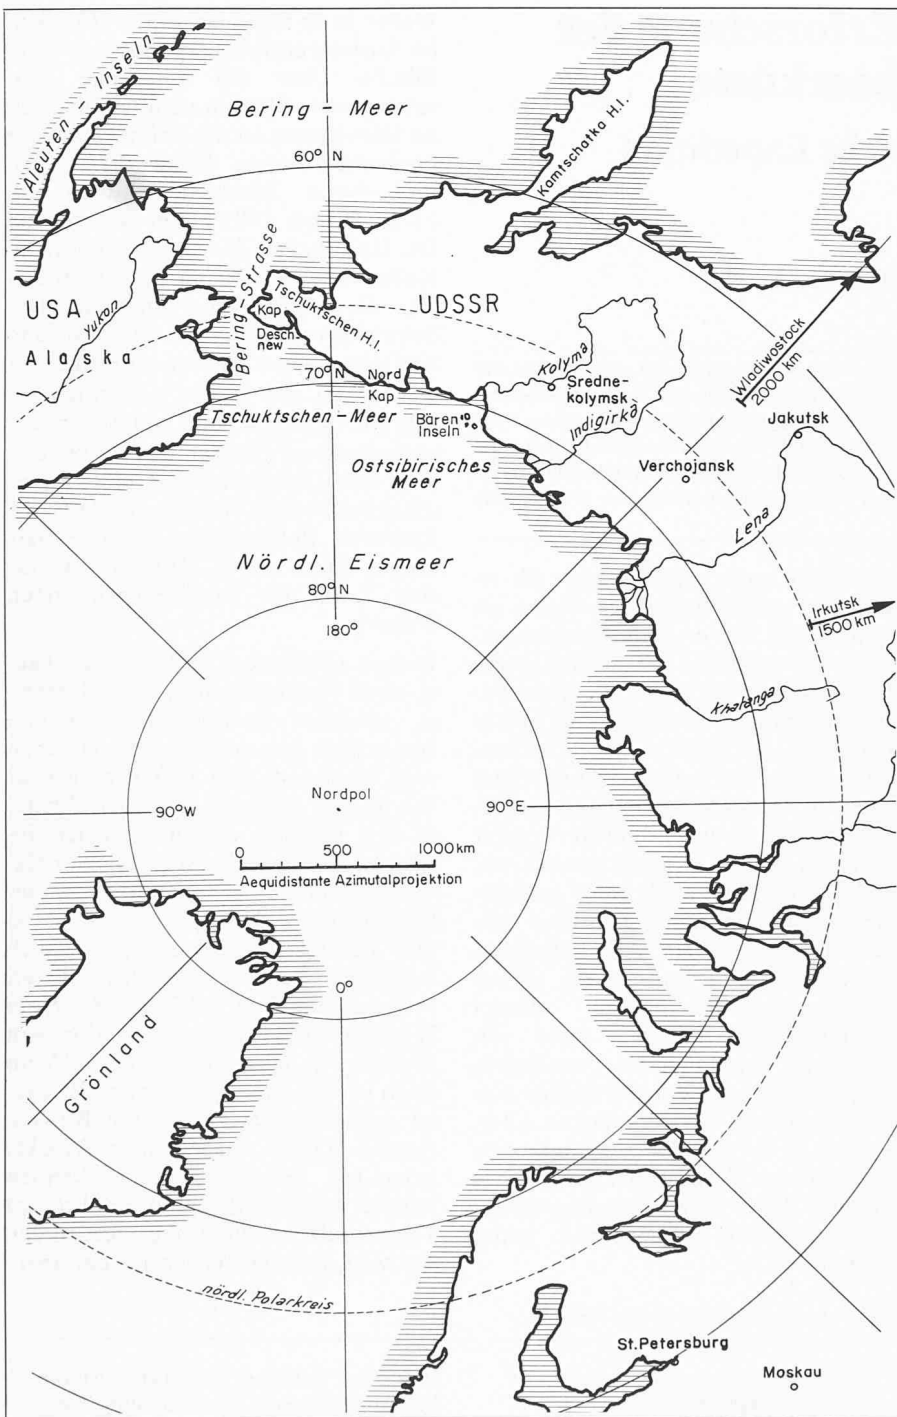 Aleuten - Inseln
Bering - Meer
60° N
Kamtschatka H.I.
USA
Yukon
Alaska
Bering - Strasse
Tschuktschen H.I.
Kap
Desch-
new
UDSSR
70° N
Nord
Kap
Kolyma
Sredne-
kolymsk
Indigirka
Wladiwostock
2000 km
Tschuktschen-Meer
Bären
Inseln
Jakutsk
Ostsibirisches
Meer
Verchojansk
Lena
Nördl. Eismeer
80° N
180°
Irkutsk
1500 km
Khatanga
Nordpol
90°W
90°E
0 500 1000 km
Aequidistante Azimutalprojektion
0°
Grönland
nördl. Polarkreis
St. Petersburg
Moskau